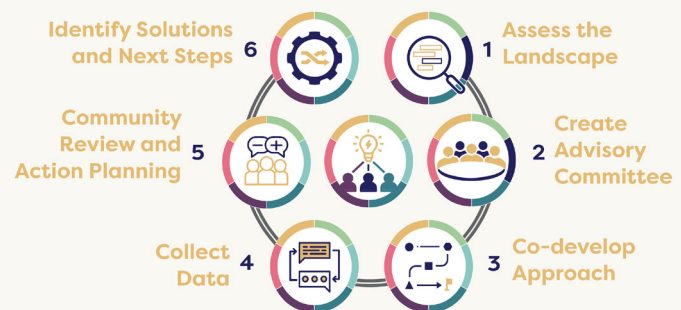 1
Assess the
Landscape
2
Create
Advisory
Committee
3
Co-develop
Approach
4
Collect
Data
5
Community
Review and
Action Planning
6
Identify Solutions
and Next Steps